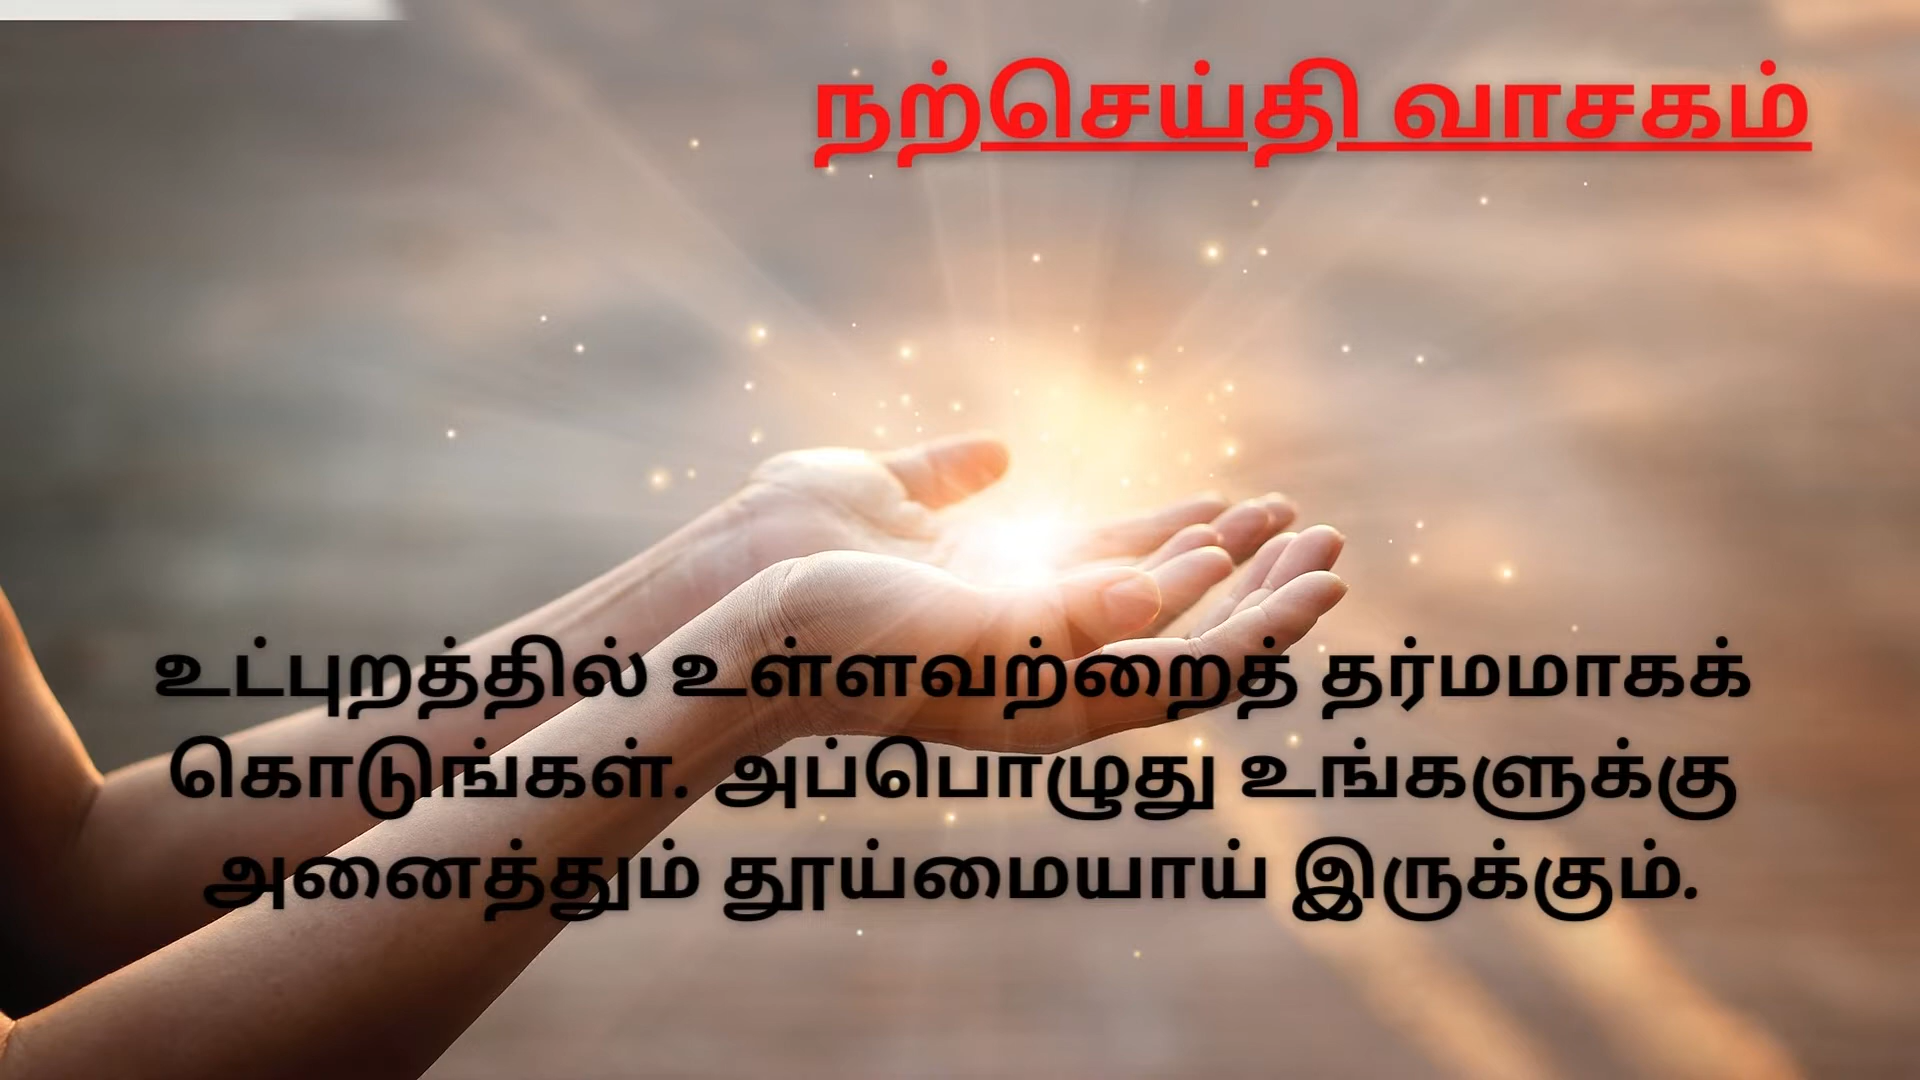 நற்செய்தி வாசகம்
உட்புறத்தில் உள்ளவற்றைத் தர்மமாகக்
கொடுங்கள். அப்பொழுது உங்களுக்கு
அனைத்தும் தூய்மையாய் இருக்கும்.